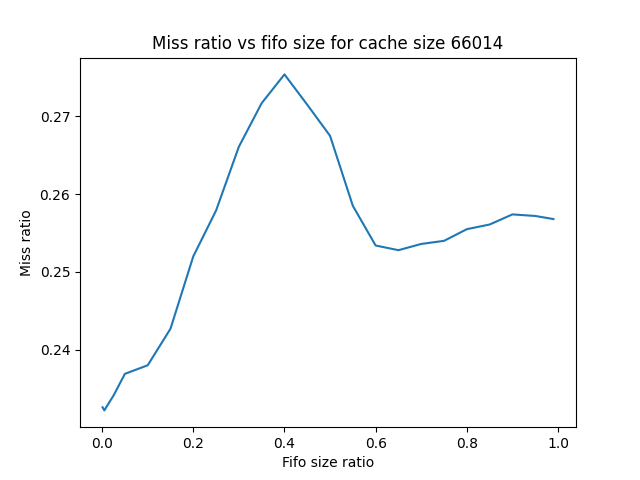 Miss ratio vs fifo size for cache size 66014
0.27
0.26
0.25
0.24
Miss ratio
0.0 0.2 0.4 0.6 0.8 1.0
Fifo size ratio